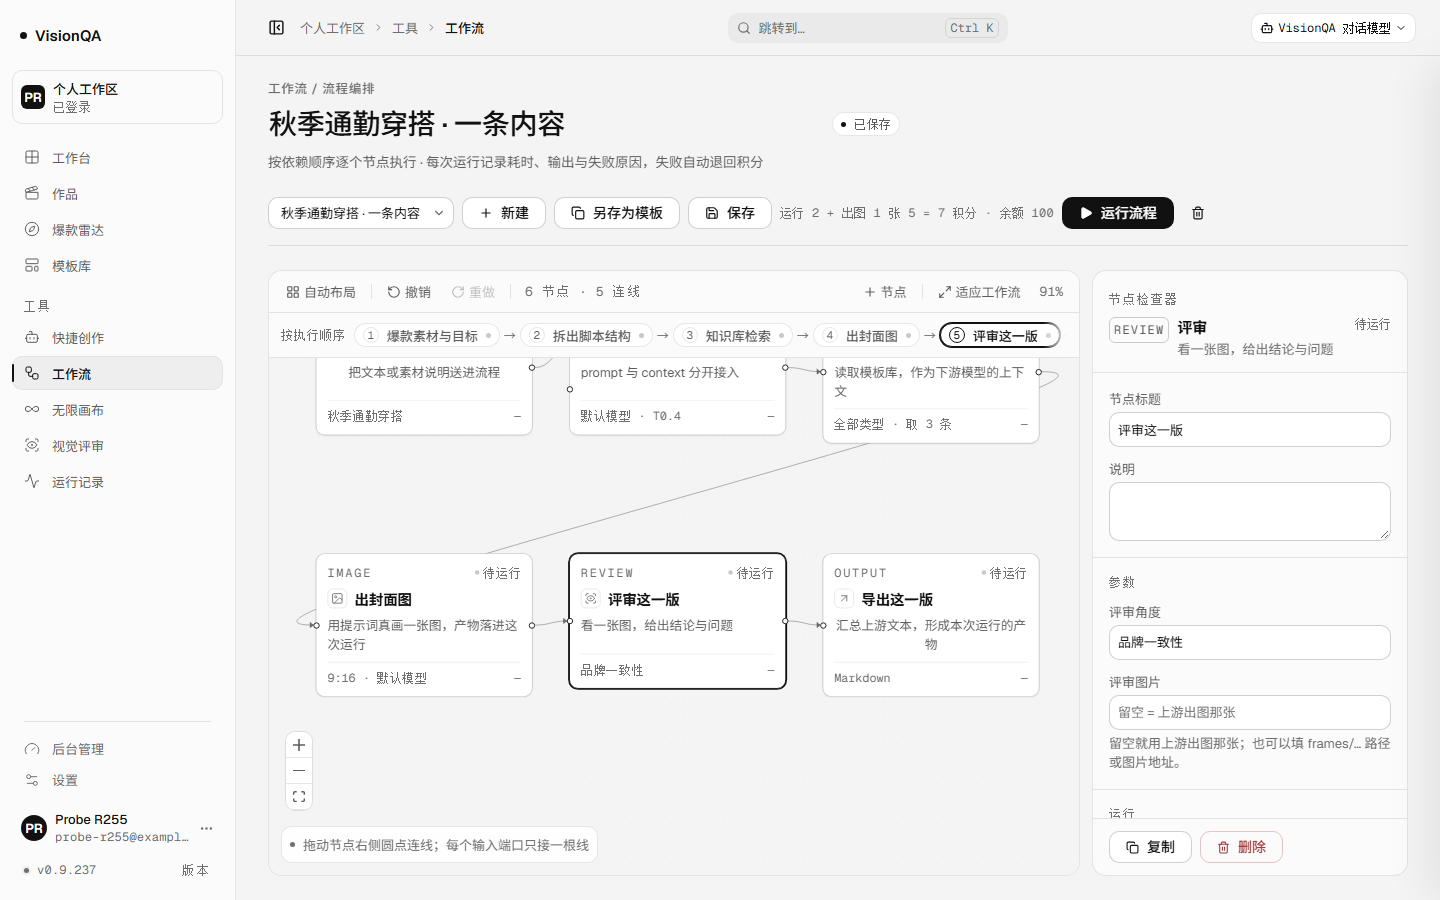 VisionQA
PR
个人工作区
已登录
工作台
作品
爆款雷达
模板库
工具
快捷创作
工作流
无限画布
视觉评审
运行记录
后台管理
设置
PR
Probe R255
probe-r255@exampl…
v0.9.237
版本
个人工作区 > 工具 > 工作流
跳转到…
Ctrl K
VisionQA 对话模型
工作流 / 流程编排
秋季通勤穿搭 · 一条内容
已保存
按依赖顺序逐个节点执行 · 每次运行记录耗时、输出与失败原因，失败自动退回积分
秋季通勤穿搭 · 一条内容
新建
另存为模板
保存
运行 2 + 出图 1 张 5 = 7 积分 · 余额 100
运行流程
自动布局
撤销
重做
6 节点 · 5 连线
节点
适应工作流
91%
按执行顺序
1 爆款素材与目标
→
2 拆出脚本结构
→
3 知识库检索
→
4 出封面图
→
5 评审这一版
把文本或素材说明送进流程
秋季通勤穿搭
—
prompt 与 context 分开接入
默认模型 · T0.4
—
读取模板库，作为下游模型的上下
文
全部类型 · 取 3 条
—
IMAGE
待运行
出封面图
用提示词真画一张图，产物落进这
次运行
9:16 · 默认模型
—
REVIEW
待运行
评审这一版
看一张图，给出结论与问题
品牌一致性
—
OUTPUT
待运行
导出这一版
汇总上游文本，形成本次运行的产
物
Markdown
—
拖动节点右侧圆点连线；每个输入端口只接一根线
节点检查器
REVIEW
评审
待运行
看一张图，给出结论与问题
节点标题
评审这一版
说明
参数
评审角度
品牌一致性
评审图片
留空 = 上游出图那张
留空就用上游出图那张；也可以填 frames/… 路径
或图片地址。
运行
复制
删除